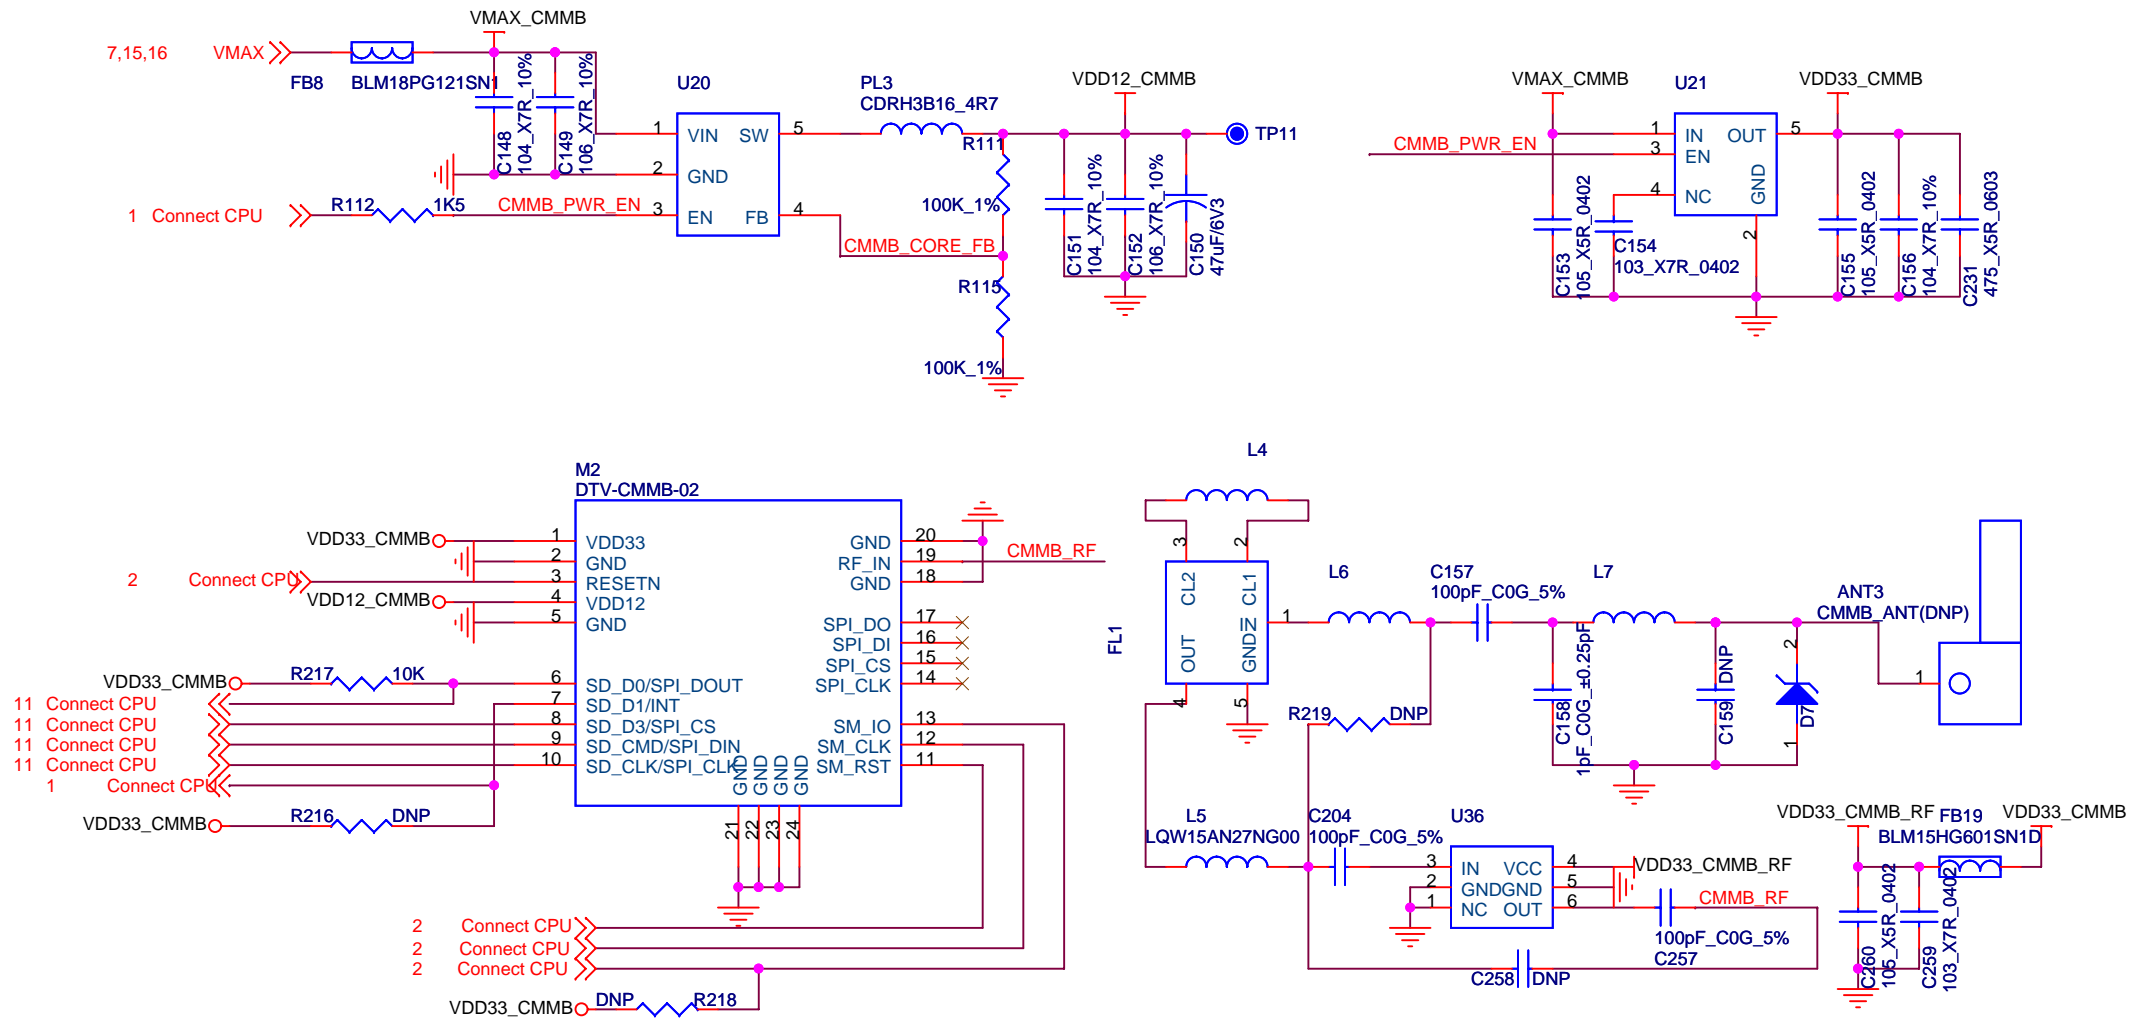 VMAX_CMMB
7,15,16 VMAX
FB8 BLM18PG121SN1
C148
104_X7R_10%
C149
106_X7R_10%
U20
1 VIN SW 5
2 GND
3 EN FB 4
1 Connect CPU
R112 1K5
CMMB_PWR_EN
CMMB_CORE_FB
PL3
CDRH3B16_4R7
R111
100K_1%
R115
100K_1%
VDD12_CMMB
TP11
C151
104_X7R_10%
C152
106_X7R_10%
C150
47uF/6V3
VMAX_CMMB
U21
VDD33_CMMB
CMMB_PWR_EN
1 IN OUT 5
3 EN
4 NC
GND
2
C153
105_X5R_0402
C154
103_X7R_0402
C155
105_X5R_0402
C156
104_X7R_10%
C231
475_X5R_0603
M2
DTV-CMMB-02
VDD33_CMMB 1 VDD33
2 GND
2 Connect CPU 3 RESETN
VDD12_CMMB 4 VDD12
5 GND
VDD33_CMMB R217 10K 6 SD_D0/SPI_DOUT
11 Connect CPU 7 SD_D1/INT
11 Connect CPU 8 SD_D3/SPI_CS
11 Connect CPU 9 SD_CMD/SPI_DIN
11 Connect CPU 10 SD_CLK/SPI_CLK
1 Connect CPU
VDD33_CMMB R216 DNP
GND 20
RF_IN 19 CMMB_RF
GND 18
SPI_DO 17
SPI_DI 16
SPI_CS 15
SPI_CLK 14
SM_IO 13
SM_CLK 12
SM_RST 11
GND GND GND GND
21 22 23 24
2 Connect CPU
2 Connect CPU
2 Connect CPU
VDD33_CMMB DNP R218
L4
3 2
CL2 CL1
FL1
OUT GND IN 1
4 5
L6
C157
100pF_C0G_5%
L7
R219 DNP
C158
1pF_C0G_±0.25pF
C159
DNP
2
D7
1
ANT3
CMMB_ANT(DNP)
1
L5
LQW15AN27NG00
C204
100pF_C0G_5%
U36
3 IN VCC 4 VDD33_CMMB_RF
2 GND GND 5
1 NC OUT 6
CMMB_RF
100pF_C0G_5%
C257
C258 DNP
VDD33_CMMB_RF FB19 VDD33_CMMB
BLM15HG601SN1D
C260
105_X5R_0402
C259
103_X7R_0402